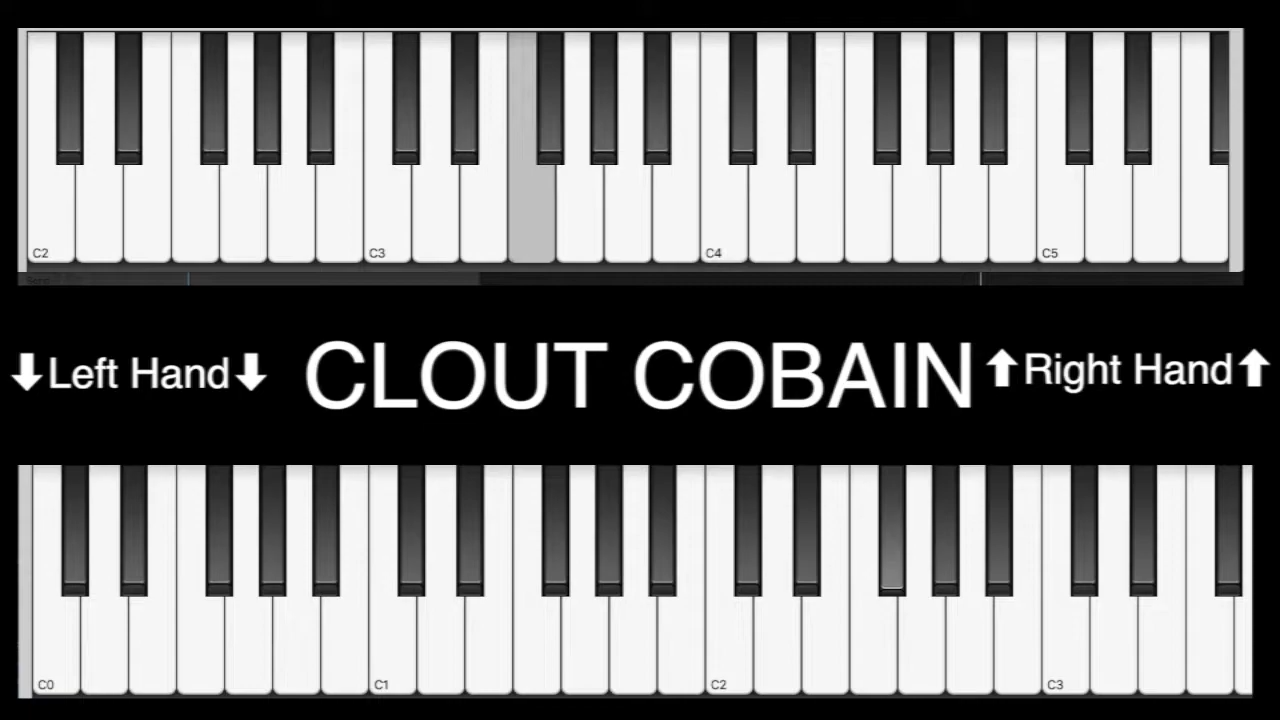 C2 C3 C4 C5
⬇Left Hand⬇ CLOUT COBAIN ⬆Right Hand⬆
C0 C1 C2 C3